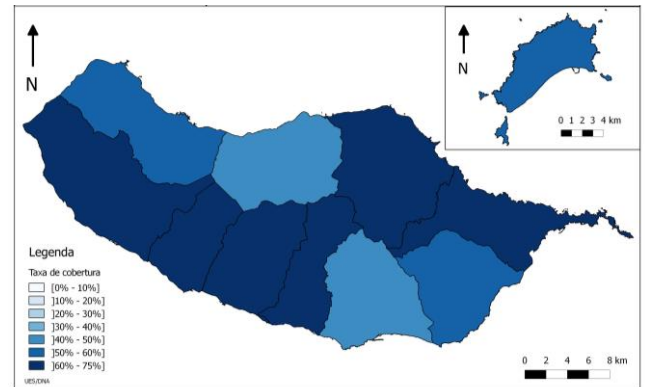 N
N
0 1 2 3 4 km
Legenda
Taxa de cobertura
[0% - 10%]
]10% - 20%]
]20% - 30%]
]30% - 40%]
]40% - 50%]
]50% - 60%]
]60% - 75%]
UES/DNA
0 2 4 6 8 km